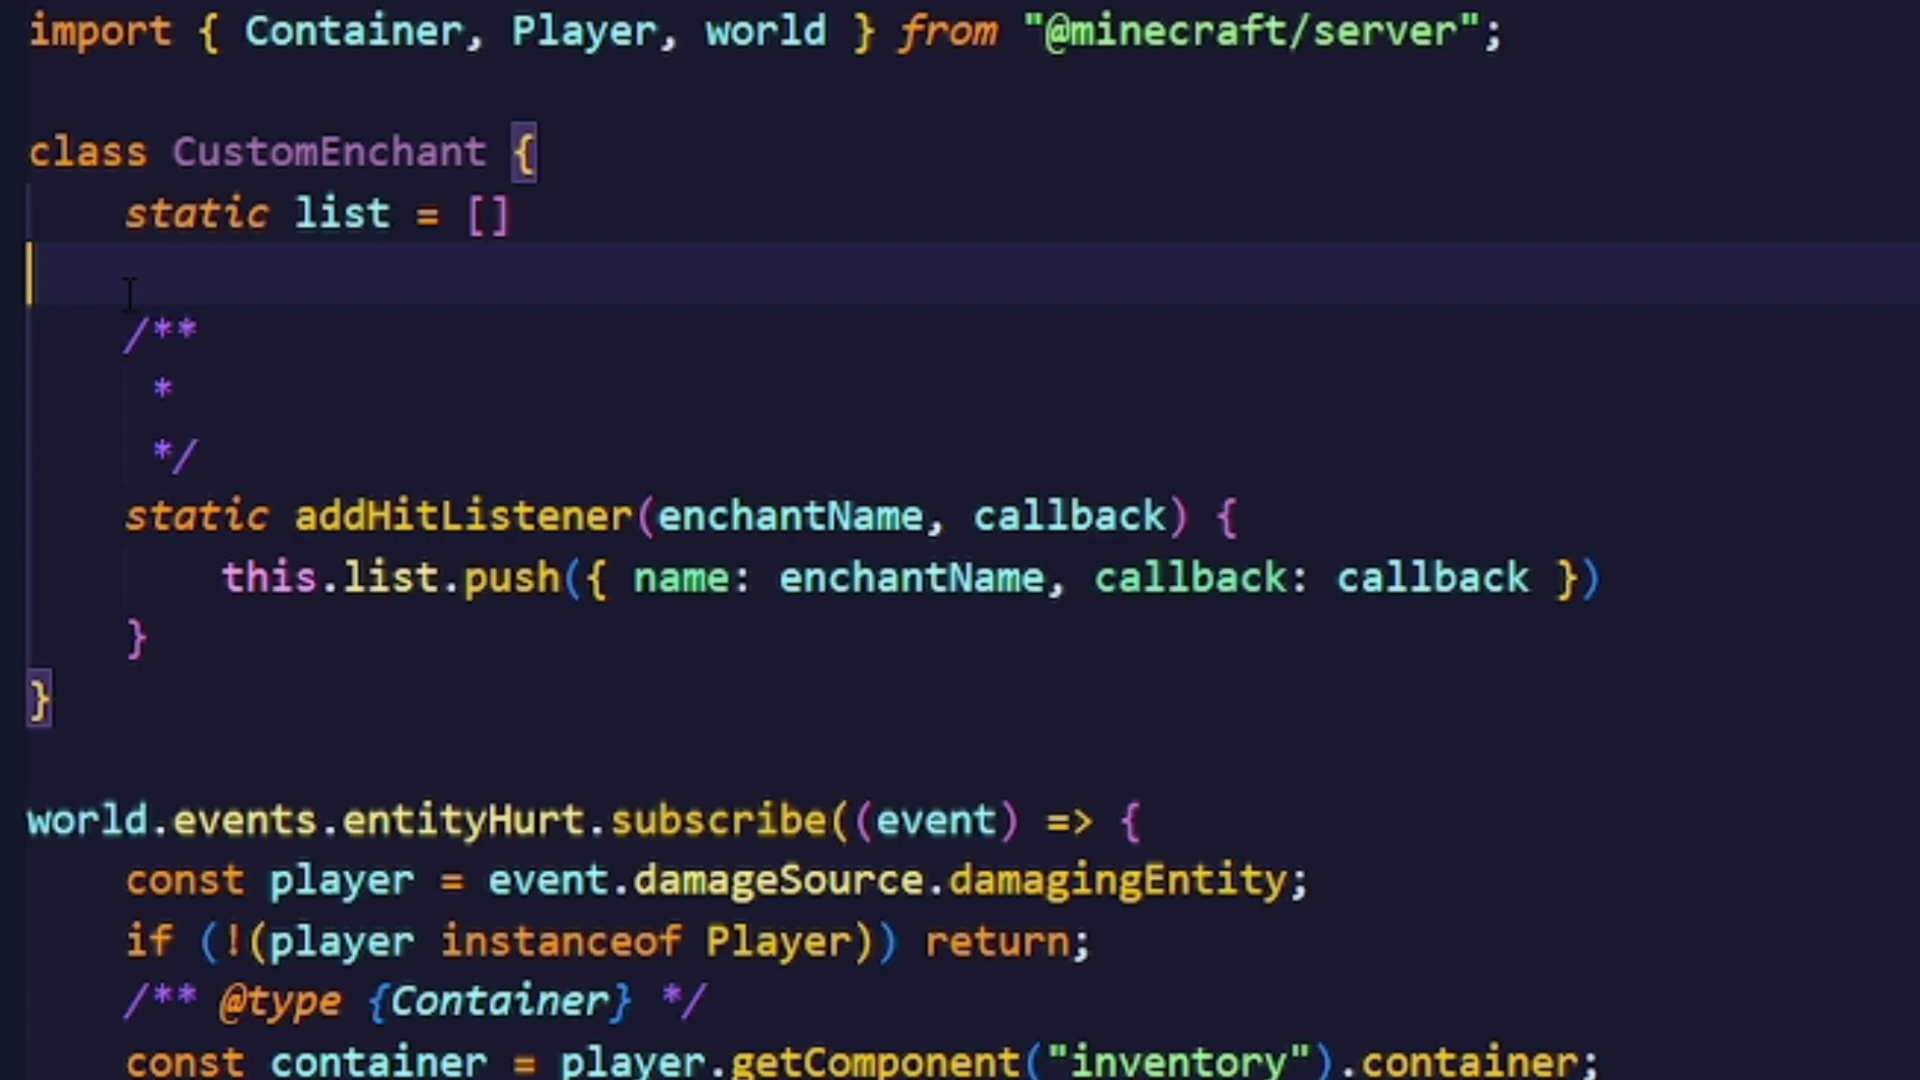 import { Container, Player, world } from "@minecraft/server";
class CustomEnchant {
static list = []
/**
*
*/
static addHitListener(enchantName, callback) {
this.list.push({ name: enchantName, callback: callback })
}
}
world.events.entityHurt.subscribe((event) => {
const player = event.damageSource.damagingEntity;
if (!(player instanceof Player)) return;
/** @type {Container} */
const container = player.getComponent("inventory").container;